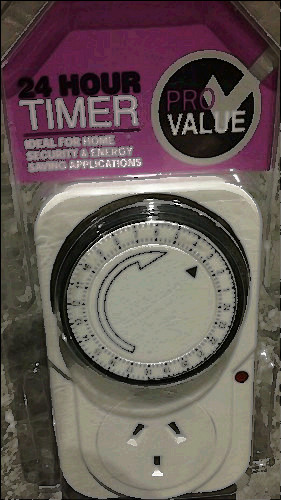 24 HOUR
TIMER
IDEAL FOR HOME
SECURITY & ENERGY
SAVING APPLICATIONS
PRO
VALUE